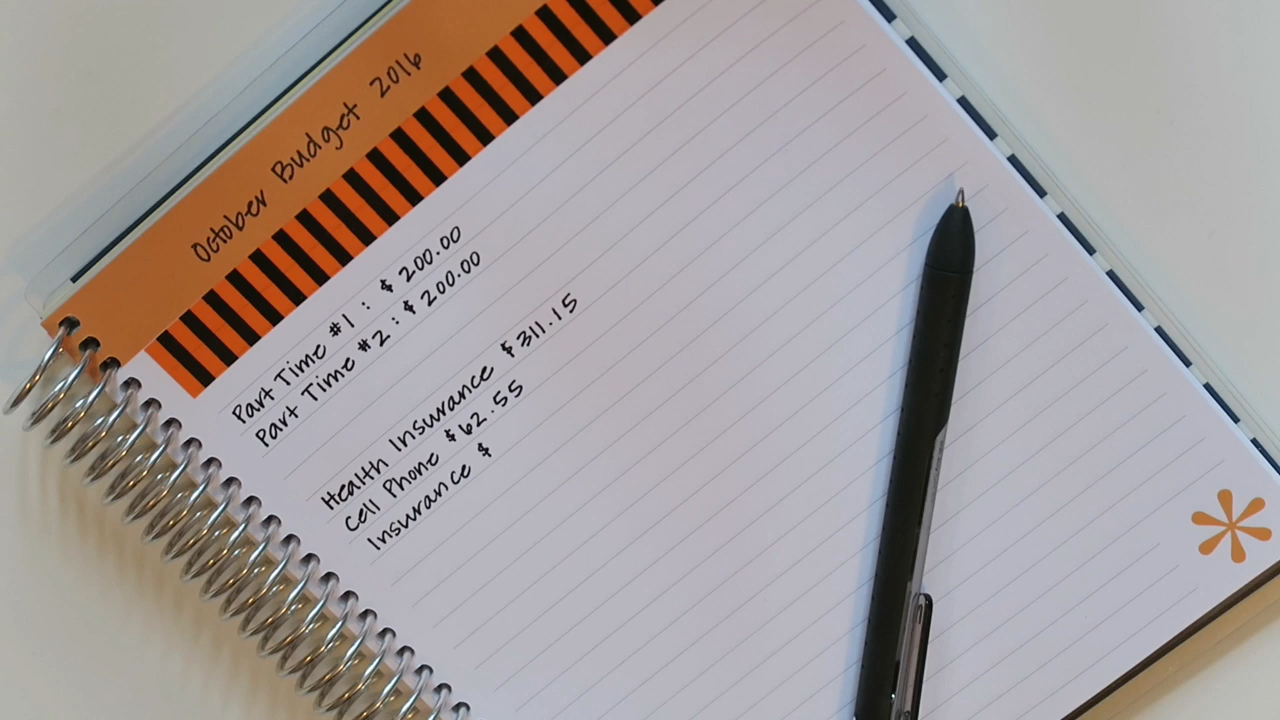 October Budget 2016
Part Time #1 : $ 200.00
Part Time #2 : $ 200.00
Health Insurance $311.15
Cell Phone $62.55
Insurance $